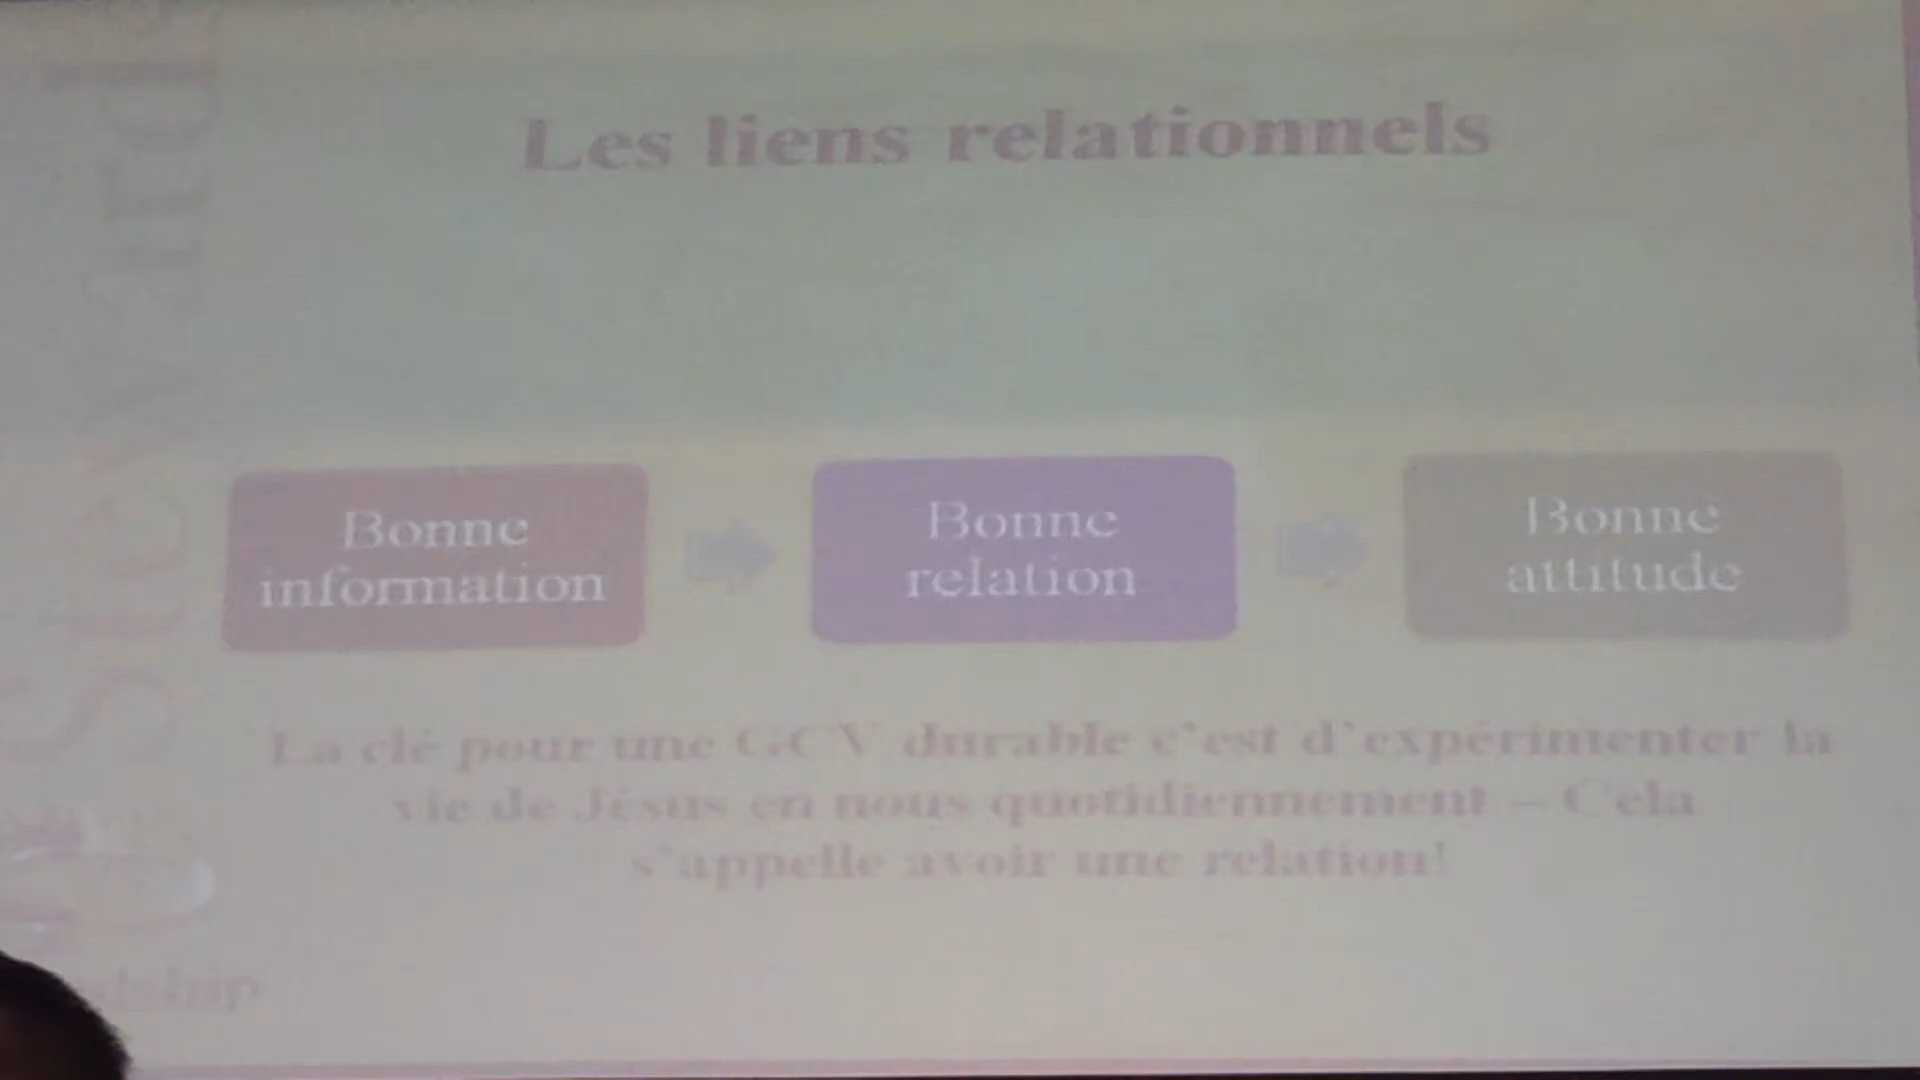 Les liens relationnels
Bonne
information
Bonne
relation
Bonne
attitude
La clé pour une GCV durable c'est d'expérimenter la
vie de Jésus en nous quotidiennement – Cela
s'appelle avoir une relation!